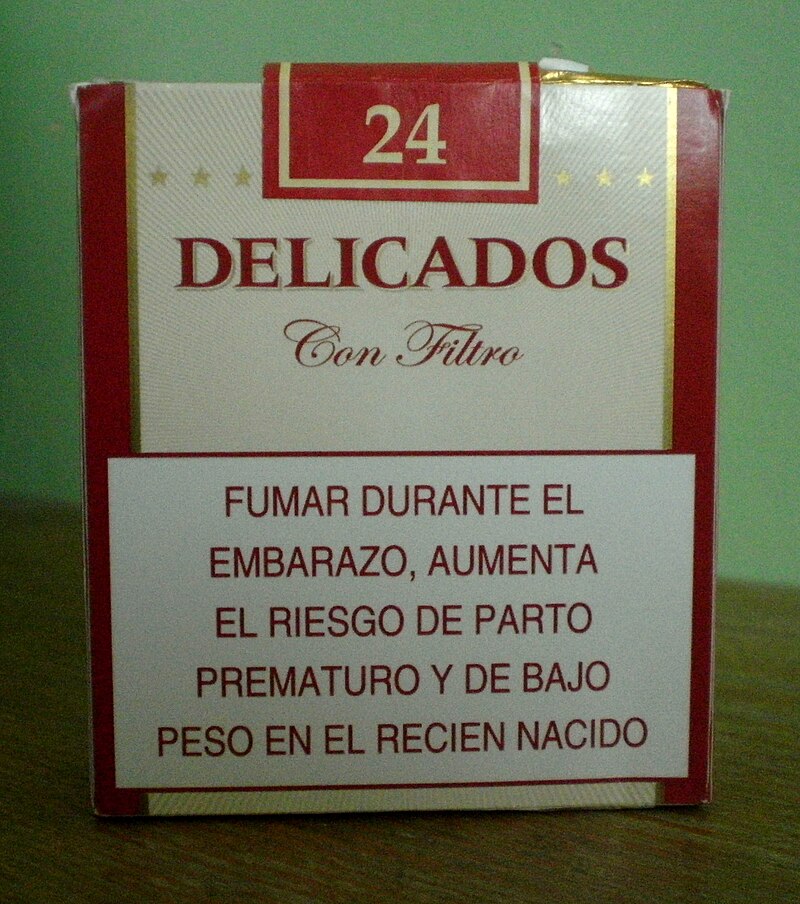 24
DELICADOS
Con Filtro
FUMAR DURANTE EL
EMBARAZO, AUMENTA
EL RIESGO DE PARTO
PREMATURO Y DE BAJO
PESO EN EL RECIEN NACIDO